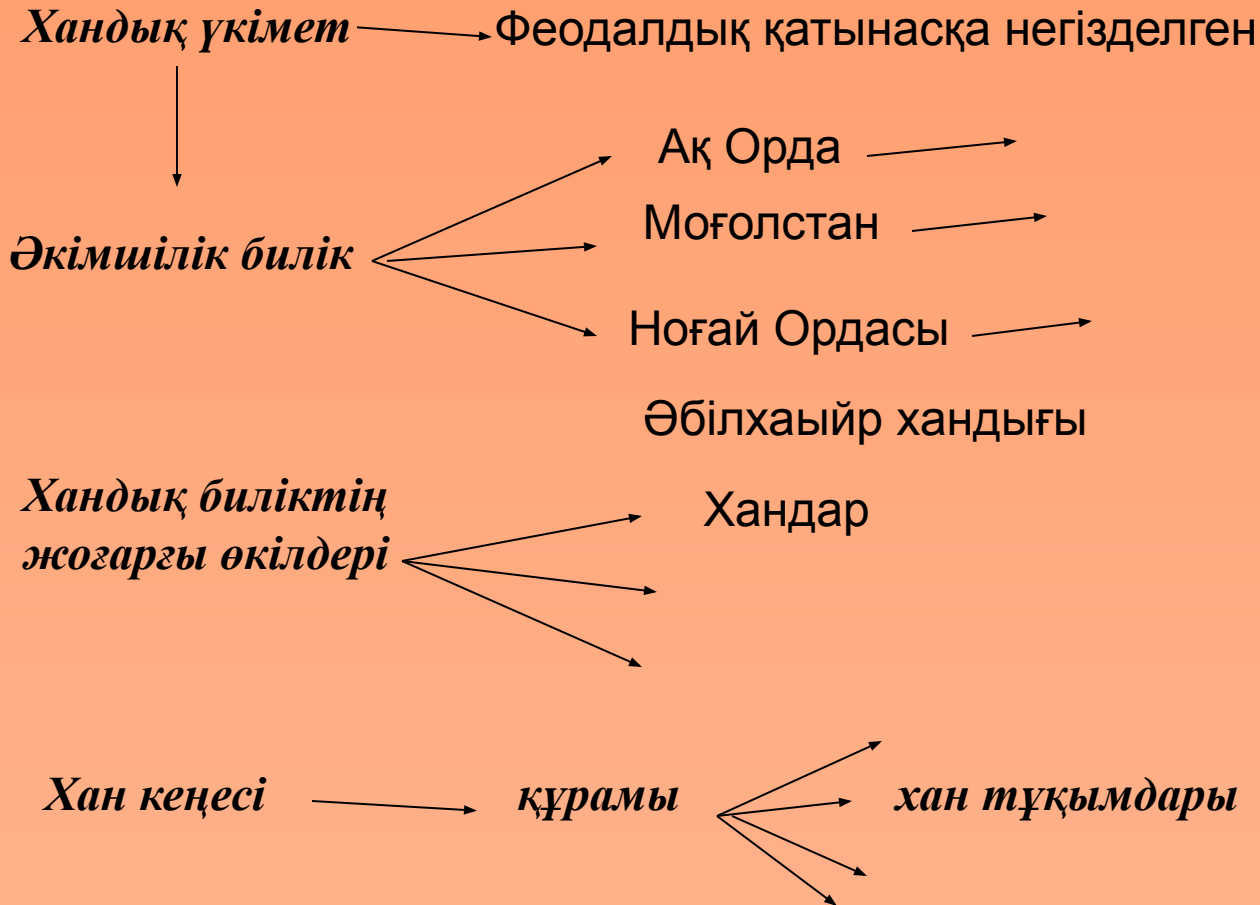 Хандық үкімет Феодалдық қатынасқа негізделген
Ақ Орда
Моғолстан
Әкімшілік билик
Ноғай Ордасы
Әбілхаыйр хандығы
Хандық биліктің
жоғарғы өкілдері
Хандар
Хан кеңесі құрамы хан тұқымдары